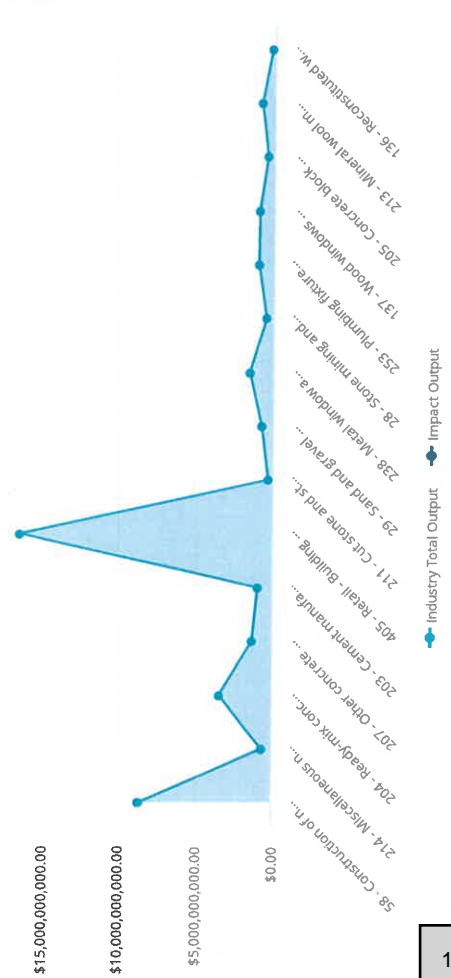 $15,000,000,000.00
$10,000,000,000.00
$5,000,000,000.00
$0.00
58 - Construction of n...
214 - Miscellaneous n...
204 - Ready-mix conc...
207 - Other concrete ...
203 - Cement manufa...
405 - Retail - Building ...
211 - Cut stone and st...
29 - Sand and gravel ...
238 - Metal window a...
28 - Stone mining and...
253 - Plumbing fixture...
137 - Wood windows ...
205 - Concrete block ...
213 - Mineral wool m...
136 - Reconstituted w...
Industry Total Output
Impact Output
1